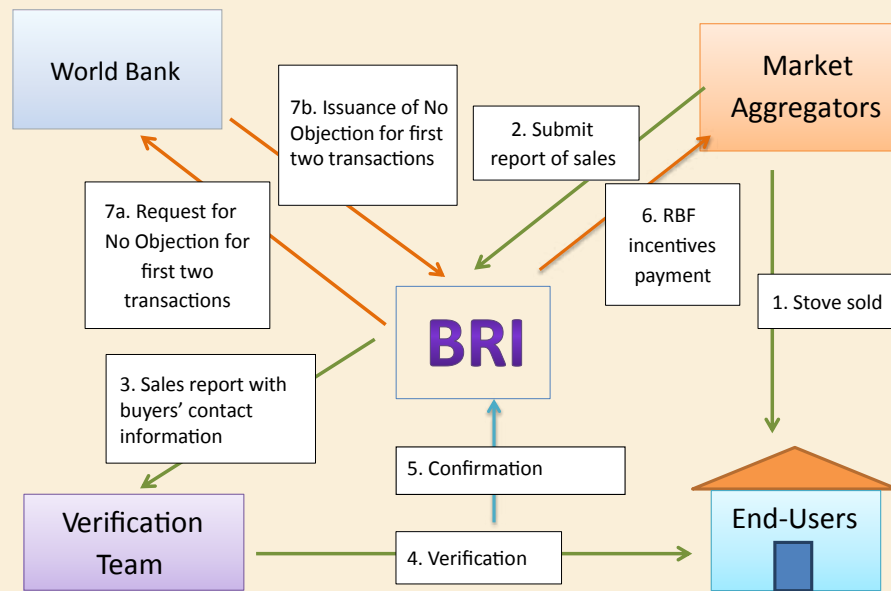 World Bank
7b. Issuance of No
Objection for first
two transactions
2. Submit
report of sales
Market
Aggregators
7a. Request for
No Objection for
first two
transactions
6. RBF
incentives
payment
1. Stove sold
BRI
3. Sales report with
buyers’ contact
information
5. Confirmation
Verification
Team
4. Verification
End-Users